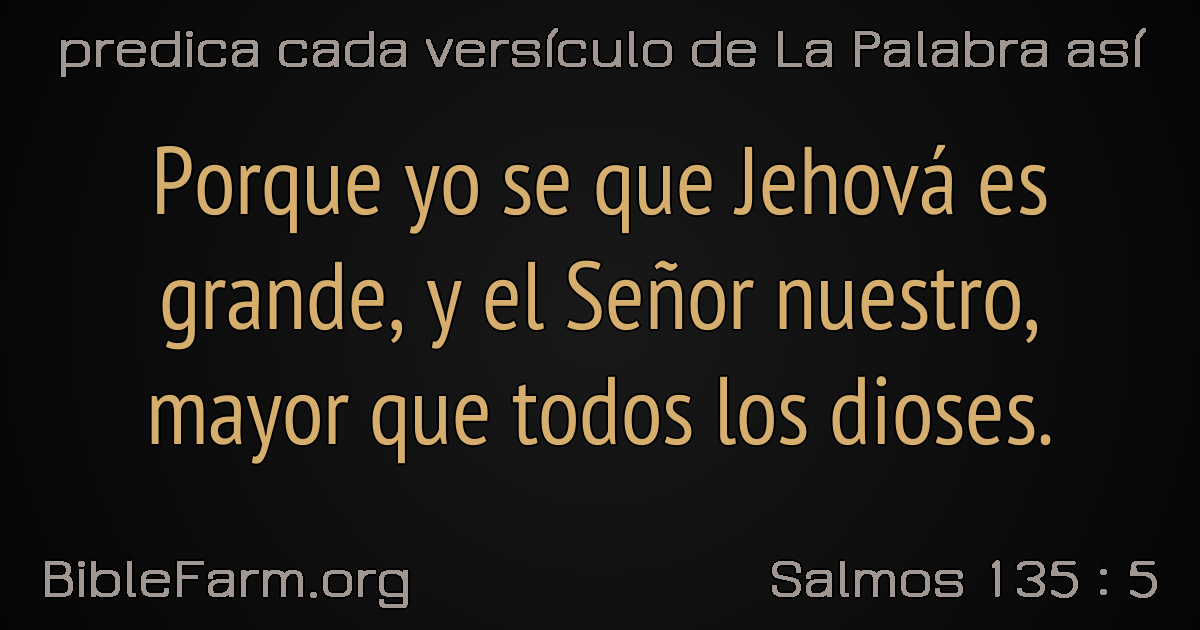 predica cada versículo de La Palabra así
Porque yo se que Jehová es
grande, y el Señor nuestro,
mayor que todos los dioses.
BibleFarm.org
Salmos 135 : 5